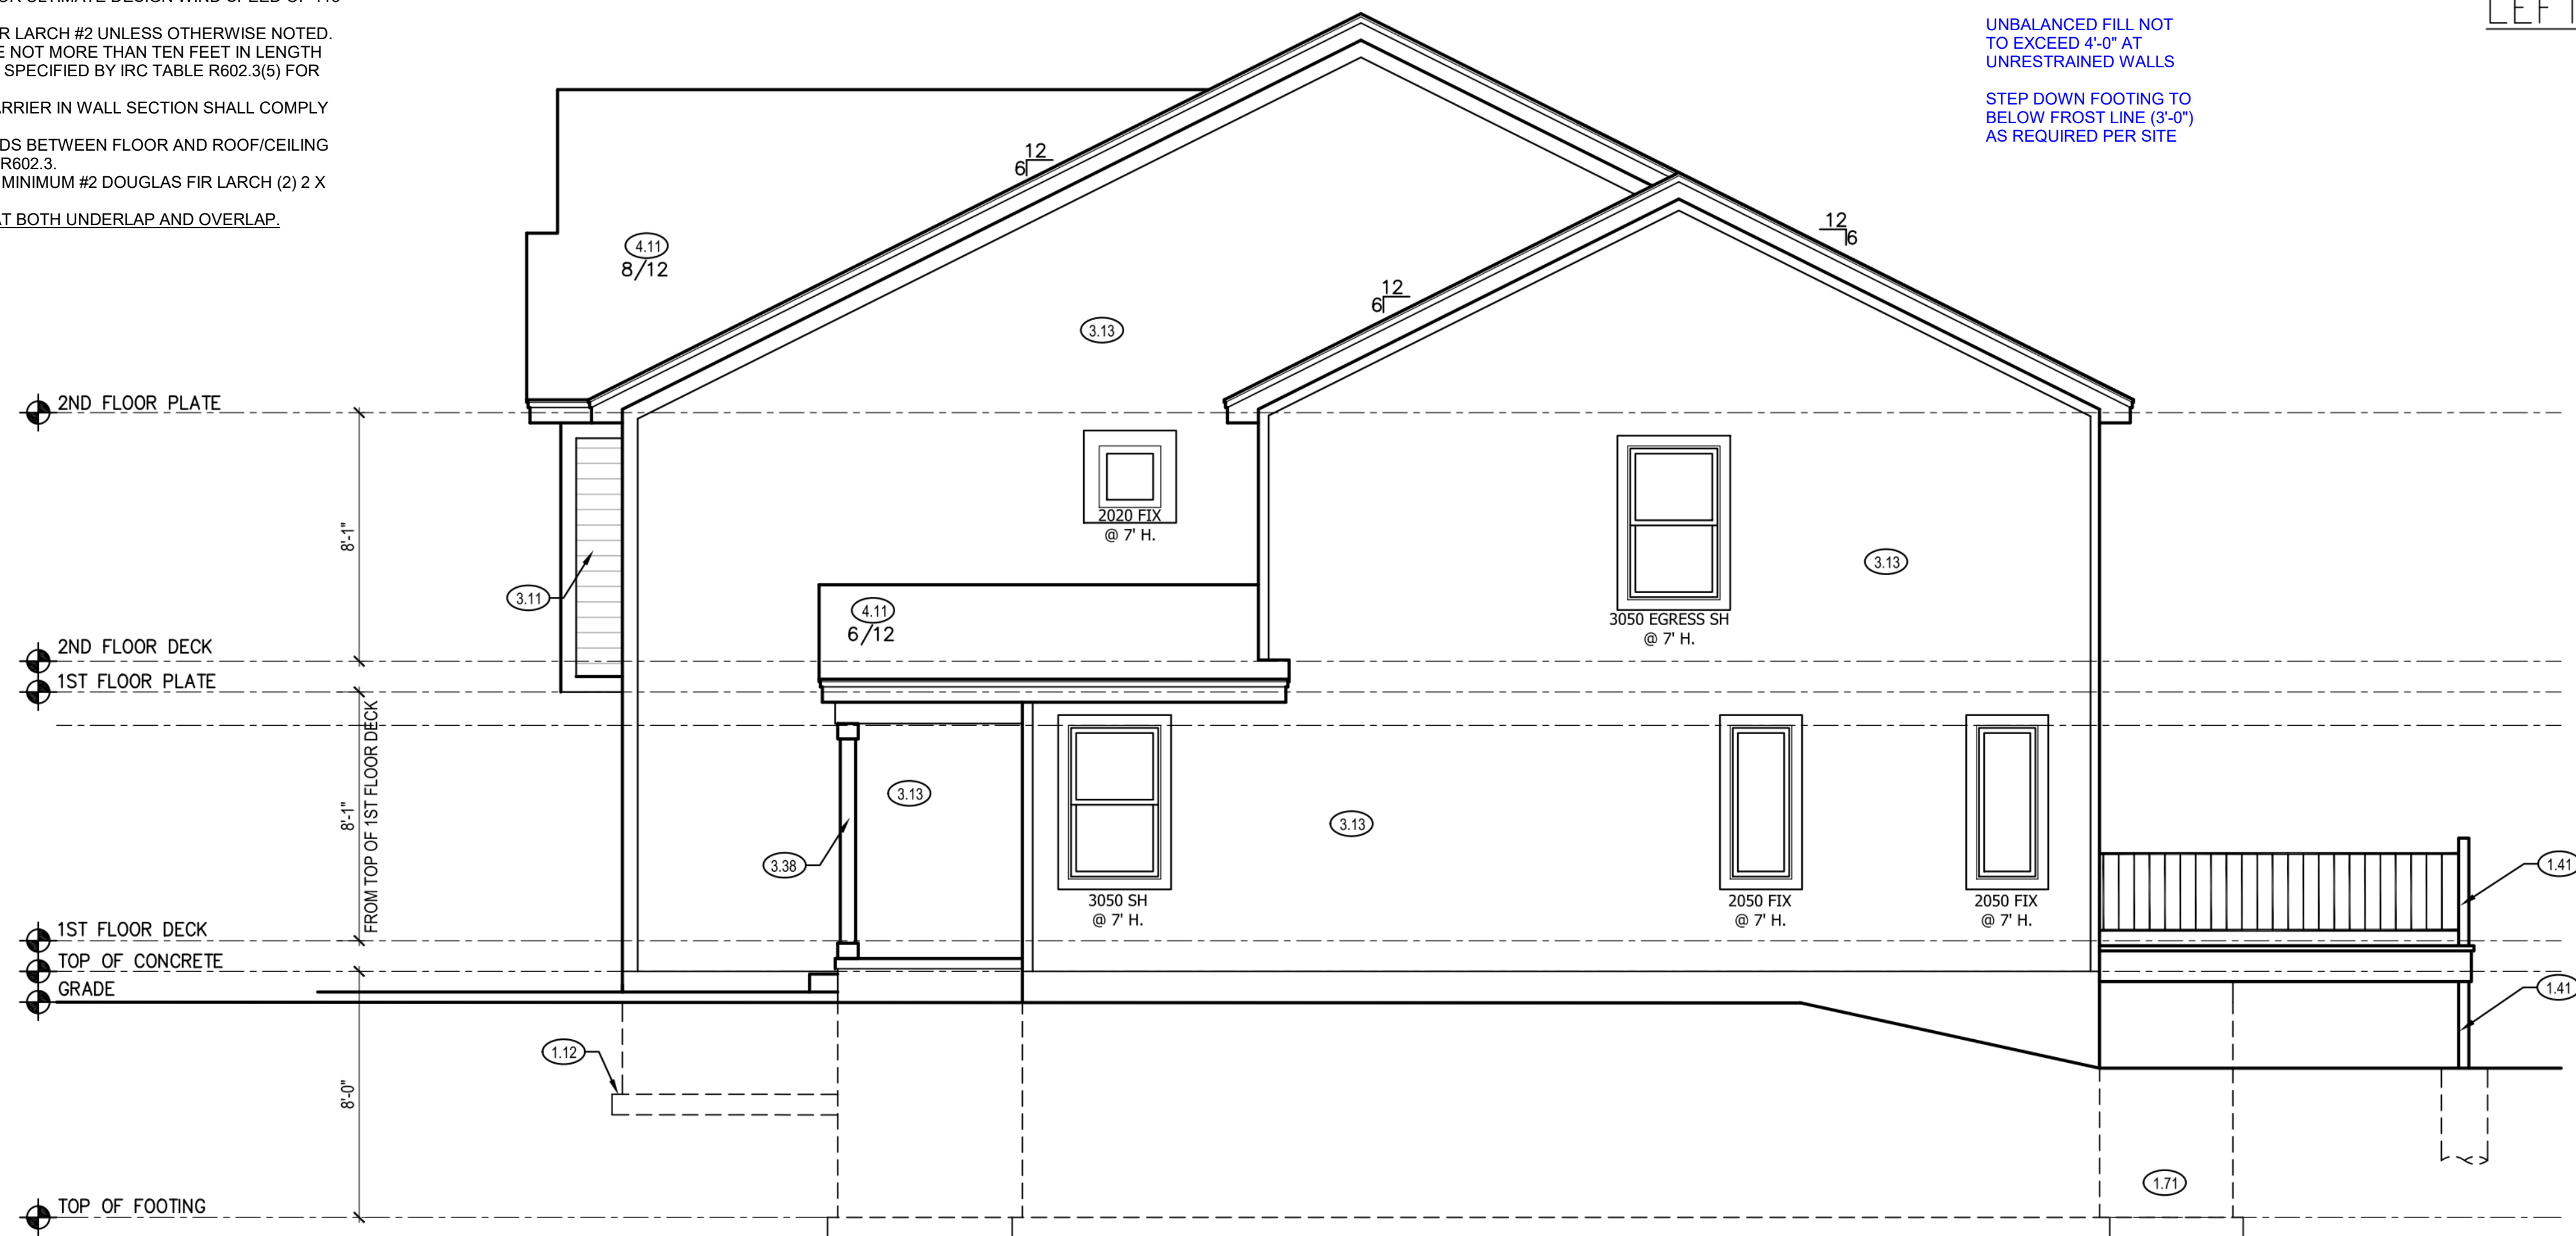 ULTIMATE DESIGN WIND SPEED OF
R LARCH #2 UNLESS OTHERWISE NOTED.
NOT MORE THAN TEN FEET IN LENGTH
SPECIFIED BY IRC TABLE R602.3(5) FOR
IN WALL SECTION SHALL COMPLY
BETWEEN FLOOR AND ROOF/CEILING
R602.3.
MINIMUM #2 DOUGLAS FIR LARCH (2) 2 X
AT BOTH UNDERLAP AND OVERLAP.
UNBALANCED FILL NOT
TO EXCEED 4'-0" AT
UNRESTRAINED WALLS
STEP DOWN FOOTING TO
BELOW FROST LINE (3'-0")
AS REQUIRED PER SITE
12
6
12
6
12
6
4.11
8/12
3.13
2ND FLOOR PLATE
2020 FIX
@ 7' H.
8'-1"
3.13
3.11
4.11
6/12
3050 EGRESS SH
@ 7' H.
2ND FLOOR DECK
1ST FLOOR PLATE
8'-1"
FROM TOP OF 1ST FLOOR DECK
3.13
3.13
3.38
1.41
3050 SH
@ 7' H.
2050 FIX
@ 7' H.
2050 FIX
@ 7' H.
1ST FLOOR DECK
TOP OF CONCRETE
GRADE
1.41
1.12
8'-0"
1.71
TOP OF FOOTING